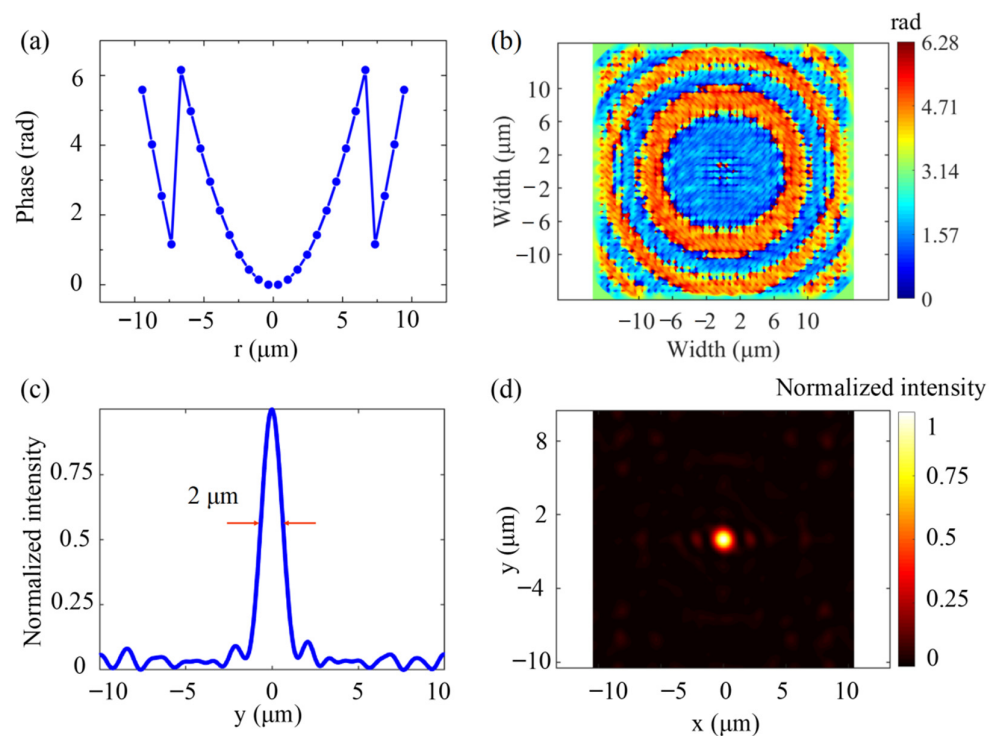 (a)
Phase (rad)
6
4
2
0
−10 −5 0 5 10
r (μm)
(b)
rad
Width (μm)
10
6
2
−2
−6
−10
−10 −6 −2 2 6 10
Width (μm)
6.28
4.71
3.14
1.57
0
(c)
Normalized intensity
0.75
0.5
0.25
0
2 μm
−10 −5 0 5 10
y (μm)
(d)
Normalized intensity
y (μm)
8
2
−4
−10
−10 −5 0 5 10
x (μm)
1
0.75
0.5
0.25
0